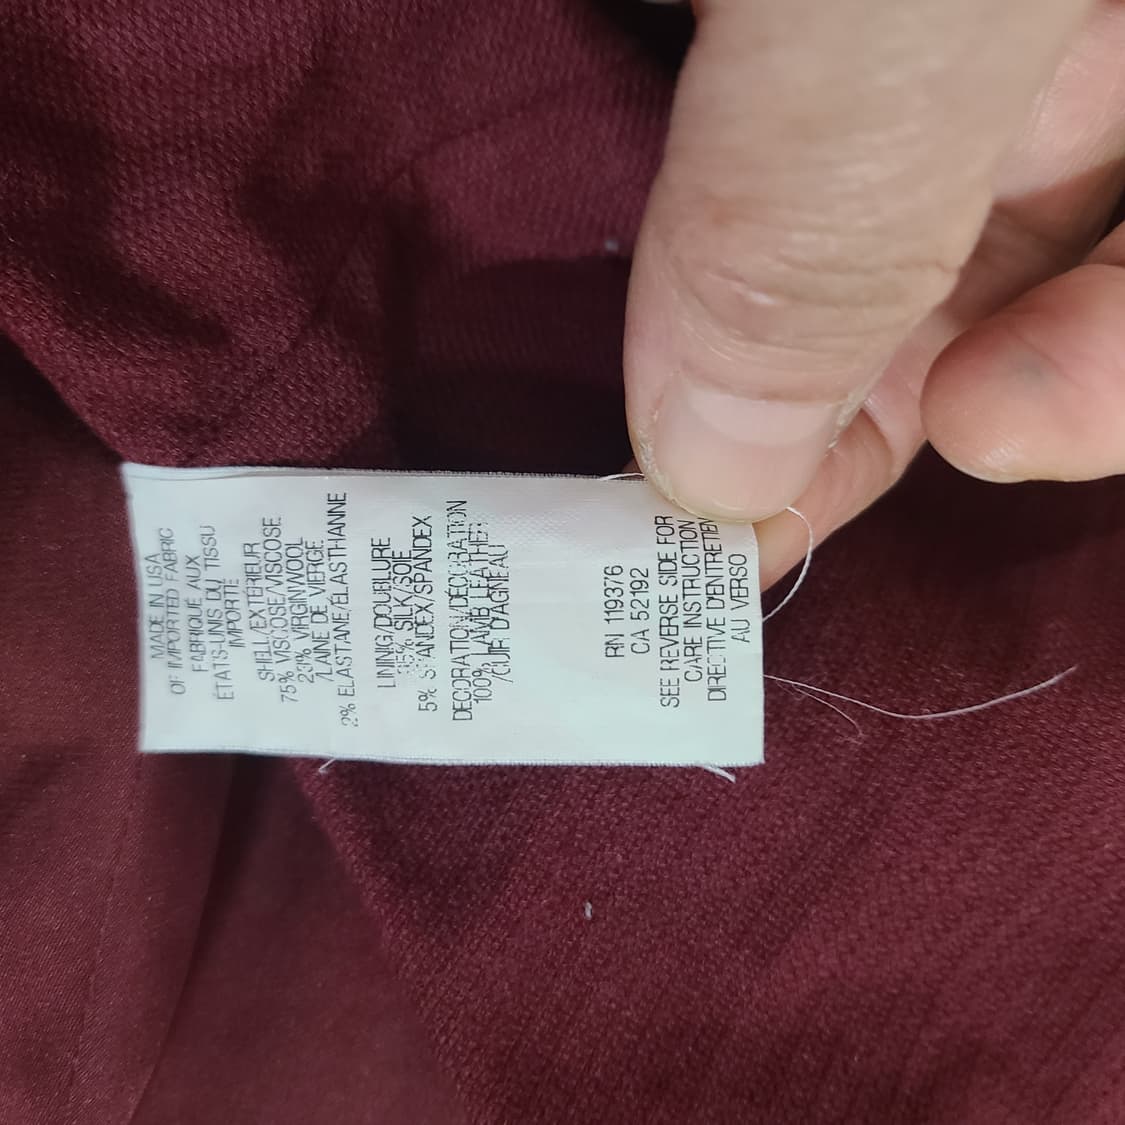 MADE IN USA
OF IMPORTED FABRIC
FABRIQUÉ AUX
ÉTATS-UNIS DU TISSU
IMPORTÉ
SHELL/EXTÉRIEUR
75% VISCOSE/VISCOSE
23% VIRGIN WOOL
/LAINE DE VIERGE
2% ELASTANE/ÉLASTHANNE
LINING/DOUBLURE
95% SILK/SOIE
5% SPANDEX/SPANDEX
DECORATION/DÉCORATION
100% LAMB LEATHER
/CUIR D'AGNEAU
RN 119376
CA 52192
SEE REVERSE SIDE FOR
CARE INSTRUCTION
DIRECTIVE D'ENTRETIEN
AU VERSO